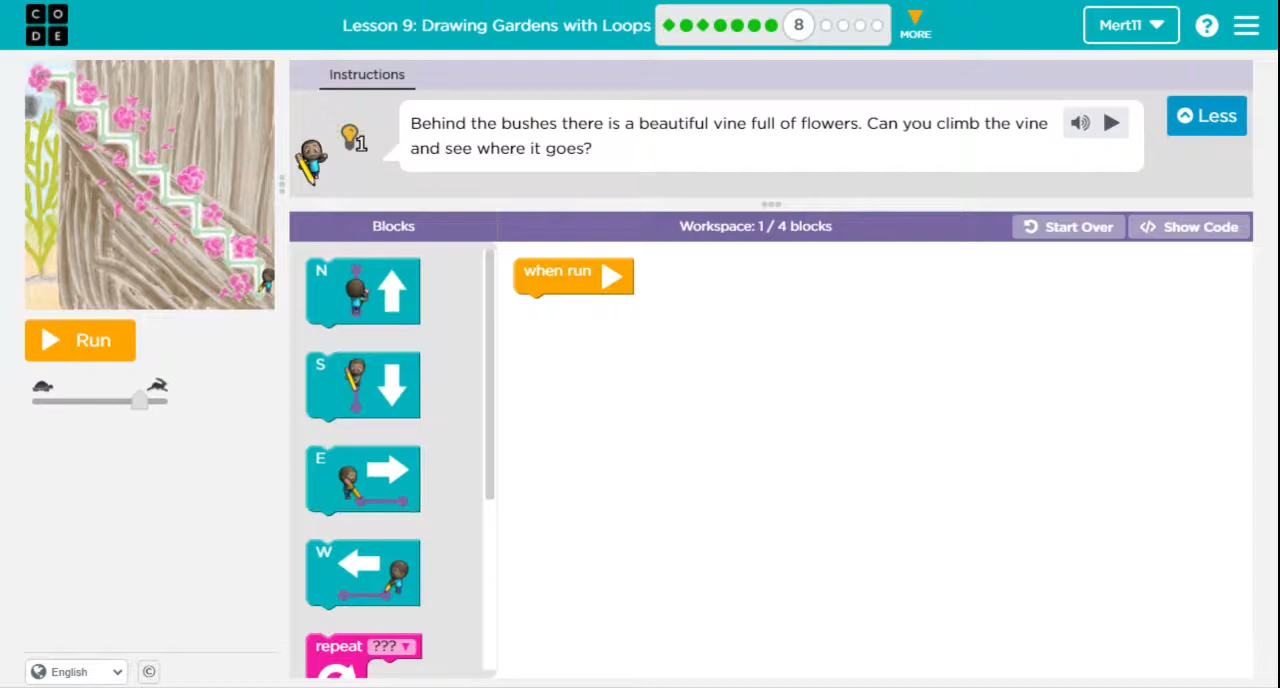 CO
DE
Lesson 9: Drawing Gardens with Loops
8
MORE
Mert11
?
Instructions
1
Behind the bushes there is a beautiful vine full of flowers. Can you climb the vine
and see where it goes?
Less
Blocks
Workspace: 1 / 4 blocks
Start Over
</> Show Code
N
when run
Run
S
E
W
repeat ???
English
©